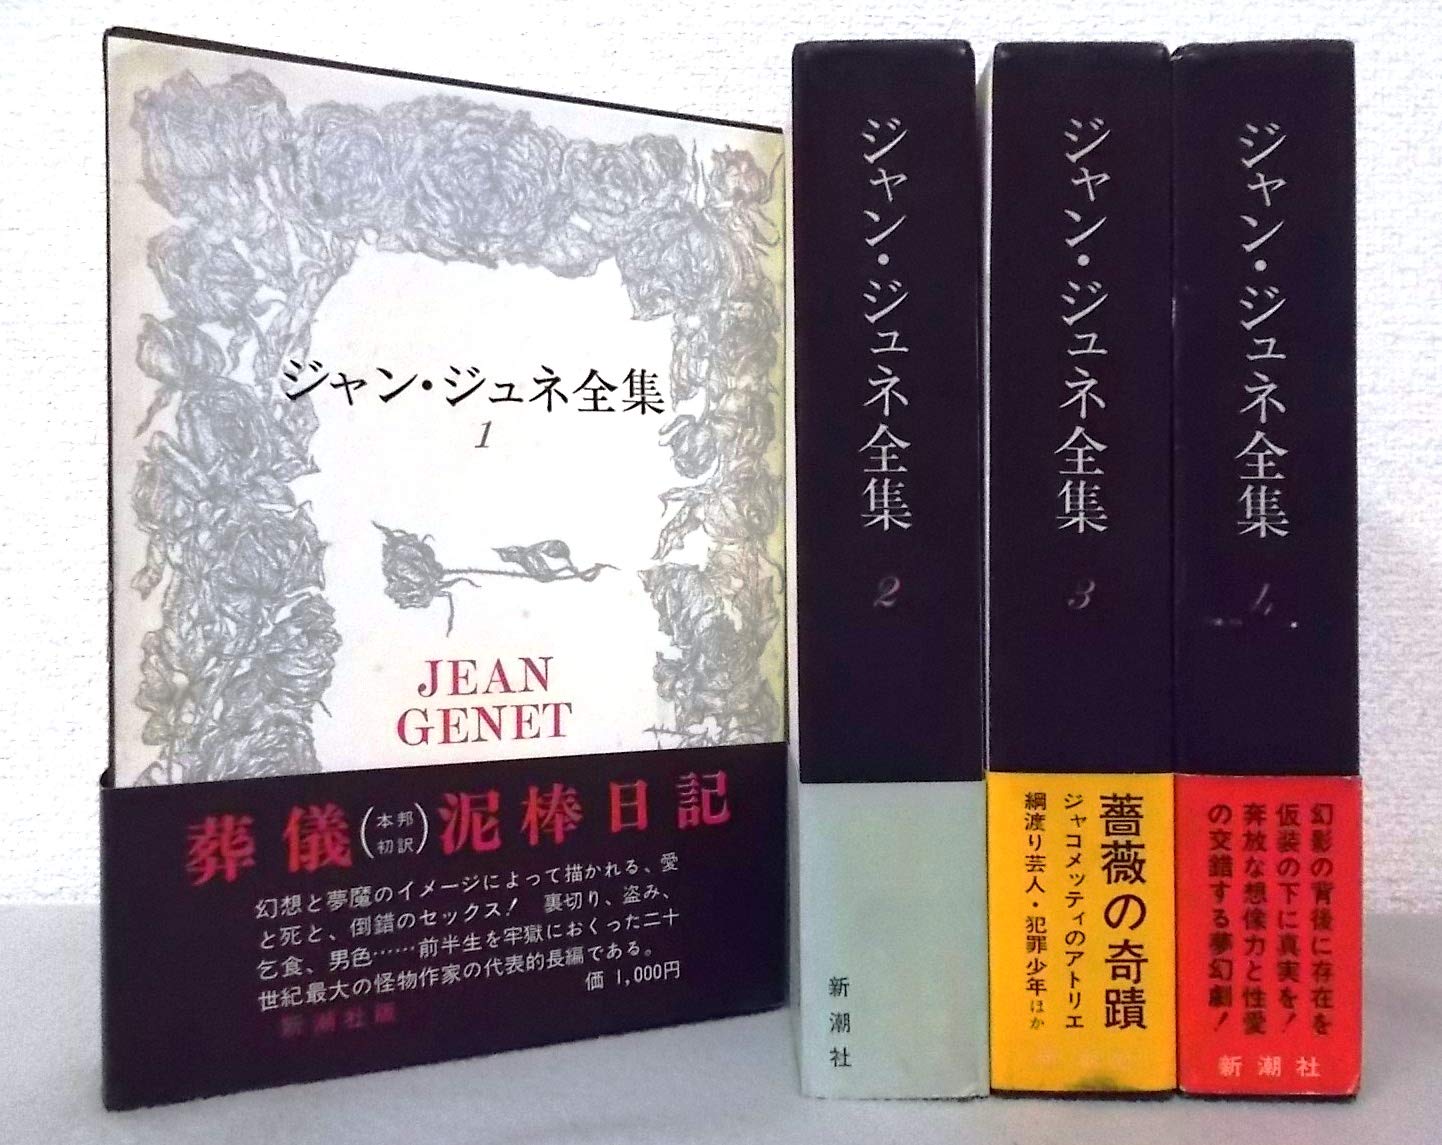 ジャン・ジュネ全集
1
JEAN
GENET
葬儀(本邦初訳)泥棒日記
幻想と夢魔のイメージによって描かれる、愛
と死と、倒錯のセックス! 裏切り、盗み、
乞食、男色……前半生を牢獄におくった二十
世紀最大の怪物作家の代表的長編である。
価 1,000円
新潮社版
ジャン・ジュネ全集
2
新潮社
ジャン・ジュネ全集
3
薔薇の奇蹟
ジャコメッティのアトリエ
綱渡り芸人・犯罪少年ほか
ジャン・ジュネ全集
幻影の背後に存在を
仮装の下に真実を!
奔放な想像力と性愛
の交錯する夢幻劇!
新潮社